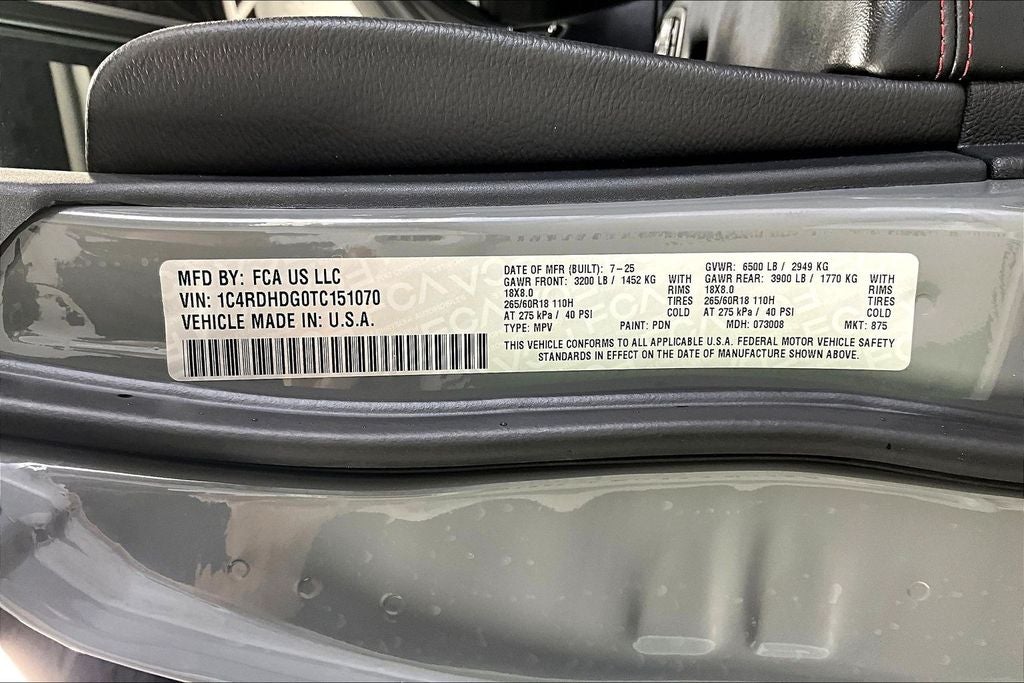 MFD BY: FCA US LLC
VIN: 1C4RDHDG0TC151070
VEHICLE MADE IN: U.S.A.
DATE OF MFR (BUILT): 7-25 GVWR: 6500 LB / 2949 KG
GAWR FRONT: 3200 LB / 1452 KG WITH GAWR REAR: 3900 LB / 1770 KG WITH
18X8.0 RIMS 18X8.0 RIMS
265/60R18 110H TIRES 265/60R18 110H TIRES
AT 275 kPa / 40 PSI COLD AT 275 kPa / 40 PSI COLD
TYPE: MPV PAINT: PDN MDH: 073008 MKT: 875
THIS VEHICLE CONFORMS TO ALL APPLICABLE U.S.A. FEDERAL MOTOR VEHICLE SAFETY
STANDARDS IN EFFECT ON THE DATE OF MANUFACTURE SHOWN ABOVE.